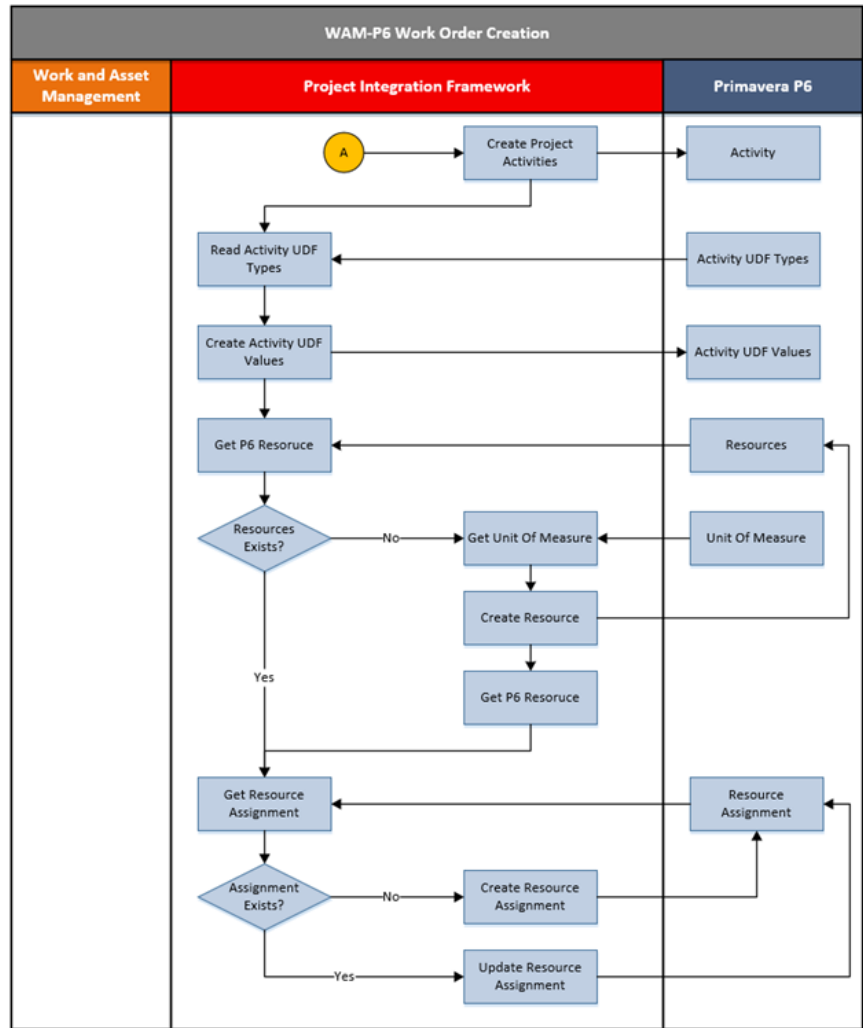 WAM-P6 Work Order Creation
Work and Asset
Management
Project Integration Framework
Primavera P6
A
Create Project
Activities
Activity
Read Activity UDF
Types
Activity UDF Types
Create Activity UDF
Values
Activity UDF Values
Get P6 Resoruce
Resources
Resources
Exists?
No
Get Unit Of Measure
Unit Of Measure
Create Resource
Yes
Get P6 Resoruce
Get Resource
Assignment
Resource
Assignment
Assignment
Exists?
No
Create Resource
Assignment
Yes
Update Resource
Assignment